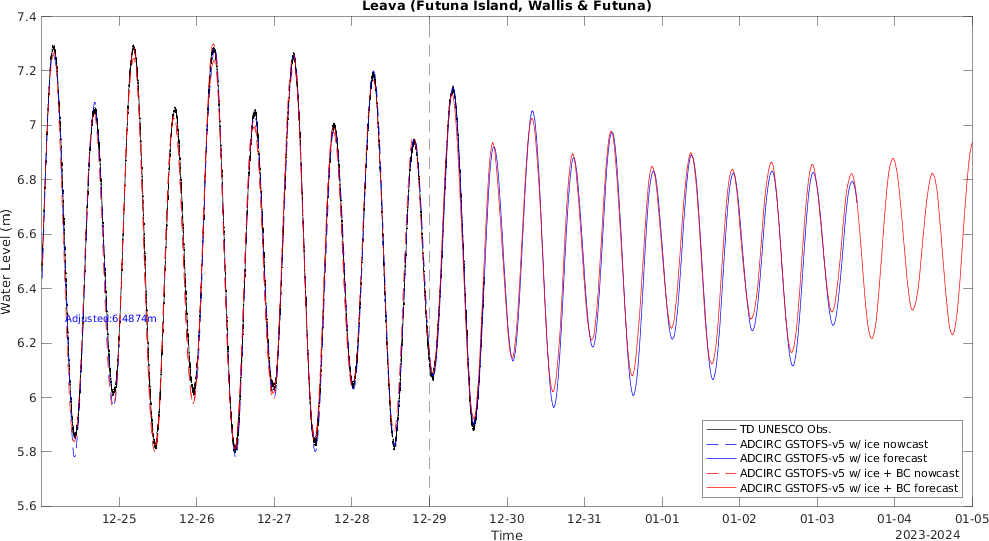 Leava (Futuna Island, Wallis & Futuna)
7.4
7.2
7
6.8
6.6
6.4
6.2
6
5.8
5.6
Water Level (m)
Adjusted:6.4874m
TD UNESCO Obs.
ADCIRC GSTOFS-v5 w/ ice nowcast
ADCIRC GSTOFS-v5 w/ ice forecast
ADCIRC GSTOFS-v5 w/ ice + BC nowcast
ADCIRC GSTOFS-v5 w/ ice + BC forecast
12-25 12-26 12-27 12-28 12-29 12-30 12-31 01-01 01-02 01-03 01-04 01-05
Time
2023-2024